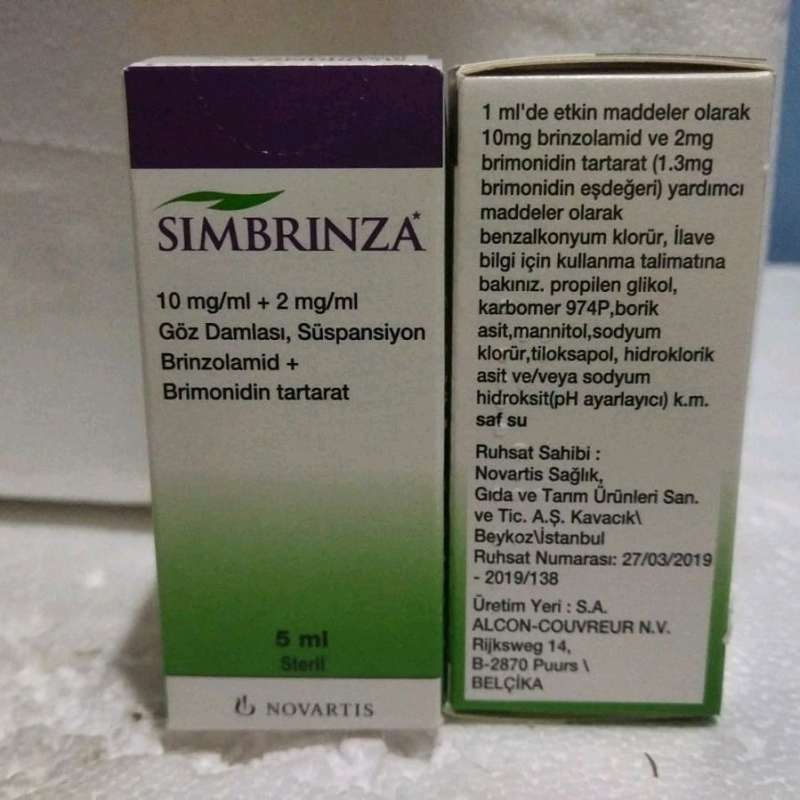 SIMBRINZA*
10 mg/ml + 2 mg/ml
Göz Damlası, Süspansiyon
Brinzolamid +
Brimonidin tartarat
5 ml
Steril
NOVARTIS
1 ml'de etkin maddeler olarak
10mg brinzolamid ve 2mg
brimonidin tartarat (1.3mg
brimonidin eşdeğeri) yardımcı
maddeler olarak
benzalkonyum klorür, İlave
bilgi için kullanma talimatına
bakınız. propilen glikol,
karbomer 974P,borik
asit,mannitol,sodyum
klorür,tiloksapol, hidroklorik
asit ve/veya sodyum
hidroksit(pH ayarlayıcı) k.m.
saf su
Ruhsat Sahibi :
Novartis Sağlık,
Gıda ve Tarım Ürünleri San.
ve Tic. A.Ş. Kavacık\
Beykoz\İstanbul
Ruhsat Numarası: 27/03/2019
- 2019/138
Üretim Yeri : S.A.
ALCON-COUVREUR N.V.
Rijksweg 14,
B-2870 Puurs \
BELÇİKA